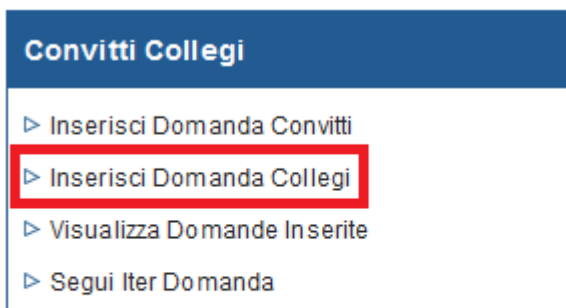 Convitti Collegi
Inserisci Domanda Convitti
Inserisci Domanda Collegi
Visualizza Domande Inserite
Segui Iter Domanda